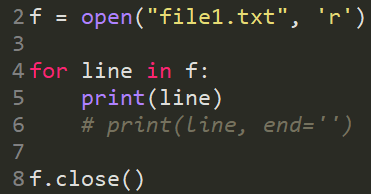 2 f = open("file1.txt", 'r')
3
4 for line in f:
5     print(line)
6     # print(line, end='')
7
8 f.close()